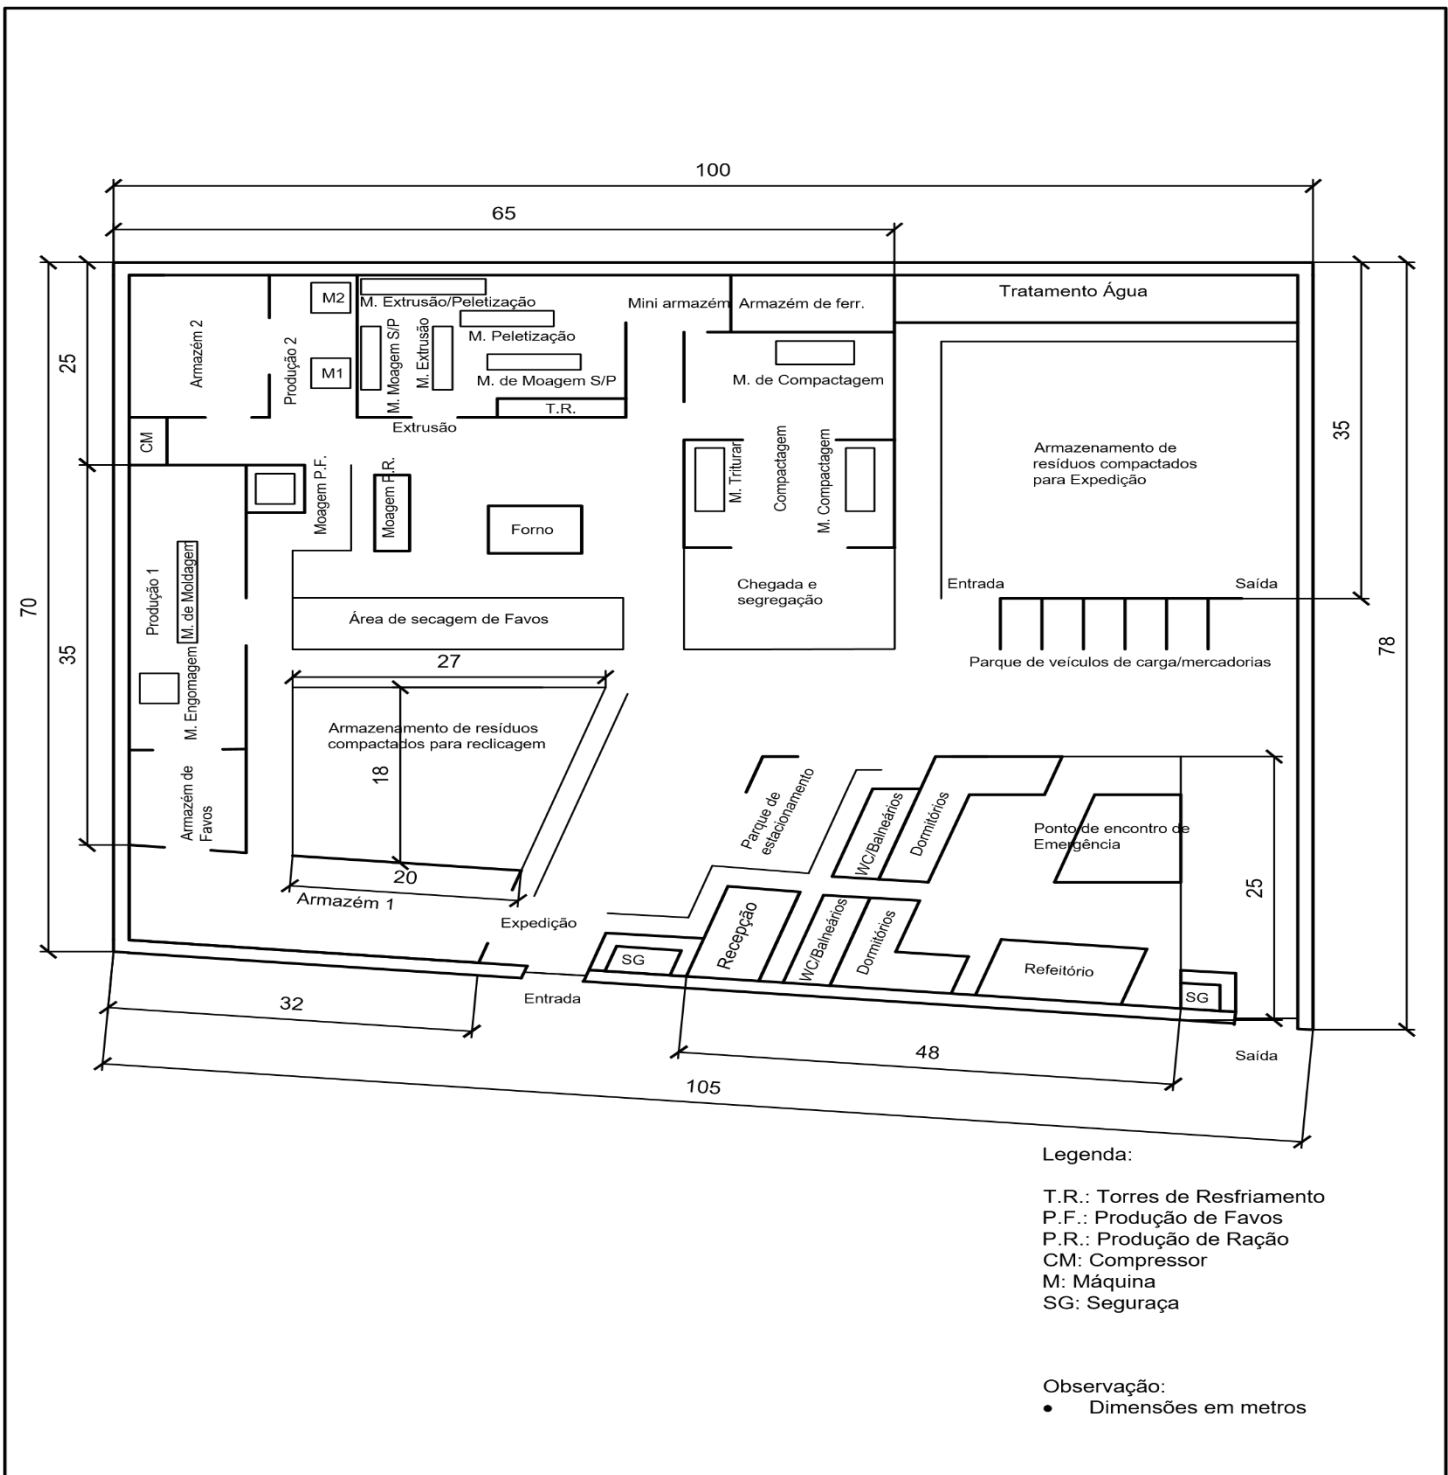 100
65
M2
M. Extrusão/Peletização
Mini armazém
Armazém de ferr.
Tratamento Água
25
Armazém 2
Produção 2
M. Moagem S/P
M. Extrusão
M. Peletização
M1
M. de Moagem S/P
T.R.
Extrusão
M. de Compactagem
35
CM
Moagem P.F.
Moagem P.R.
Forno
M. Triturar
Compactagem
M. Compactagem
Armazenamento de
resíduos compactados
para Expedição
70
35
Produção 1
M. de Moldagem
M. Engomagem
Chegada e
segregação
Entrada
Saída
Área de secagem de Favos
Parque de veículos de carga/mercadorias
78
27
Armazenamento de resíduos
compactados para reclicagem
18
Armazém de
Favos
Parque de
estacionamento
WC/Balneários
Dormitórios
Ponto de encontro de
Emergência
25
20
Armazém 1
Expedição
SG
Recepção
WC/Balneários
Dormitórios
Refeitório
SG
Entrada
32
48
Saída
105
Legenda:
T.R.: Torres de Resfriamento
P.F.: Produção de Favos
P.R.: Produção de Ração
CM: Compressor
M: Máquina
SG: Seguraça
Observação:
• Dimensões em metros